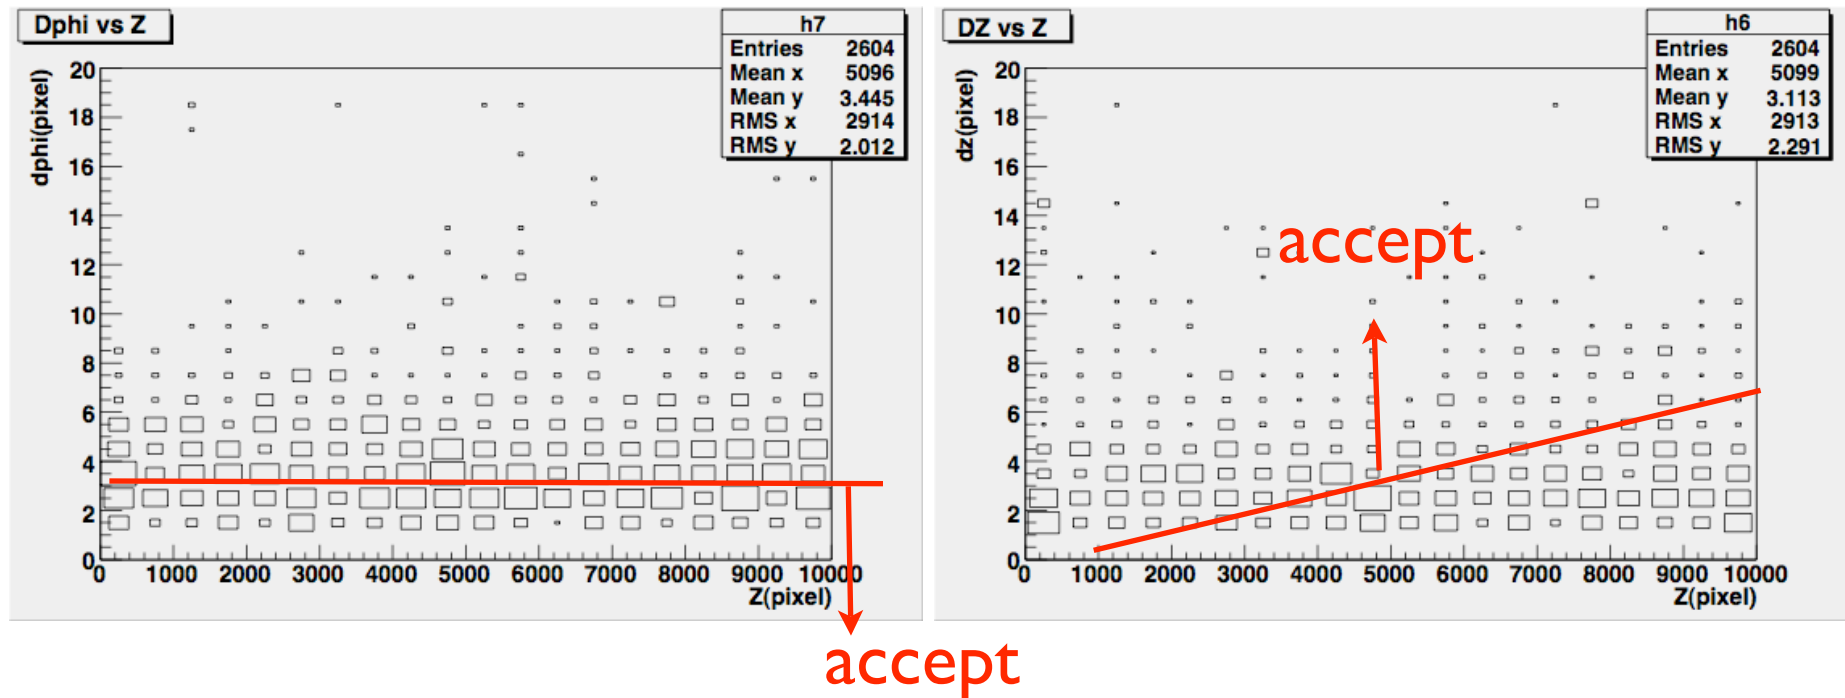 Dphi vs Z
h7
Entries 2604
Mean x 5096
Mean y 3.445
RMS x 2914
RMS y 2.012
dphi(pixel)
20
18
16
14
12
10
8
6
4
2
0
0 1000 2000 3000 4000 5000 6000 7000 8000 9000 10000
Z(pixel)
accept
DZ vs Z
h6
Entries 2604
Mean x 5099
Mean y 3.113
RMS x 2913
RMS y 2.291
dz(pixel)
20
18
16
14
12
10
8
6
4
2
0
accept
0 1000 2000 3000 4000 5000 6000 7000 8000 9000 10000
Z(pixel)